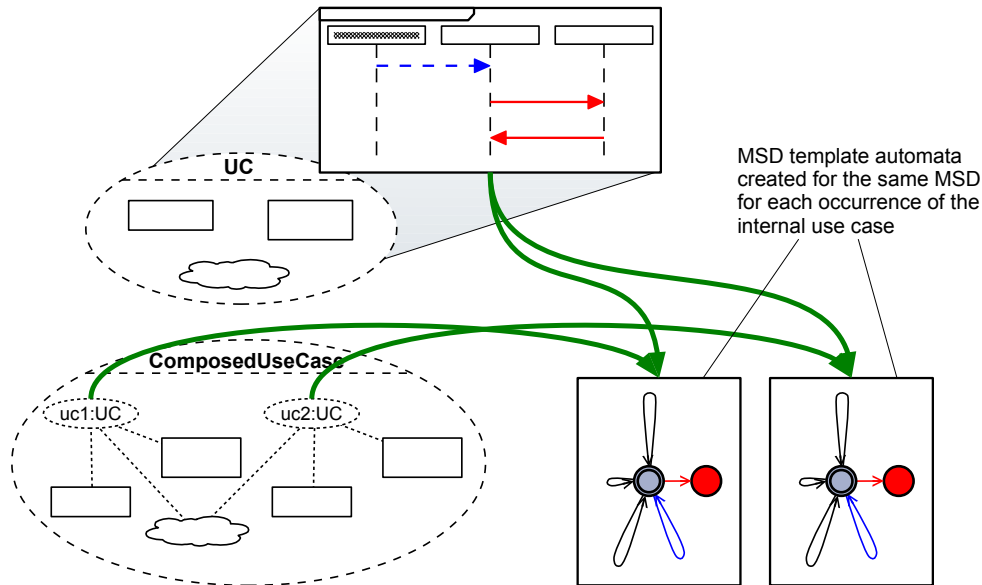 UC
MSD template automata
created for the same MSD
for each occurrence of the
internal use case
ComposedUseCase
uc1:UC
uc2:UC